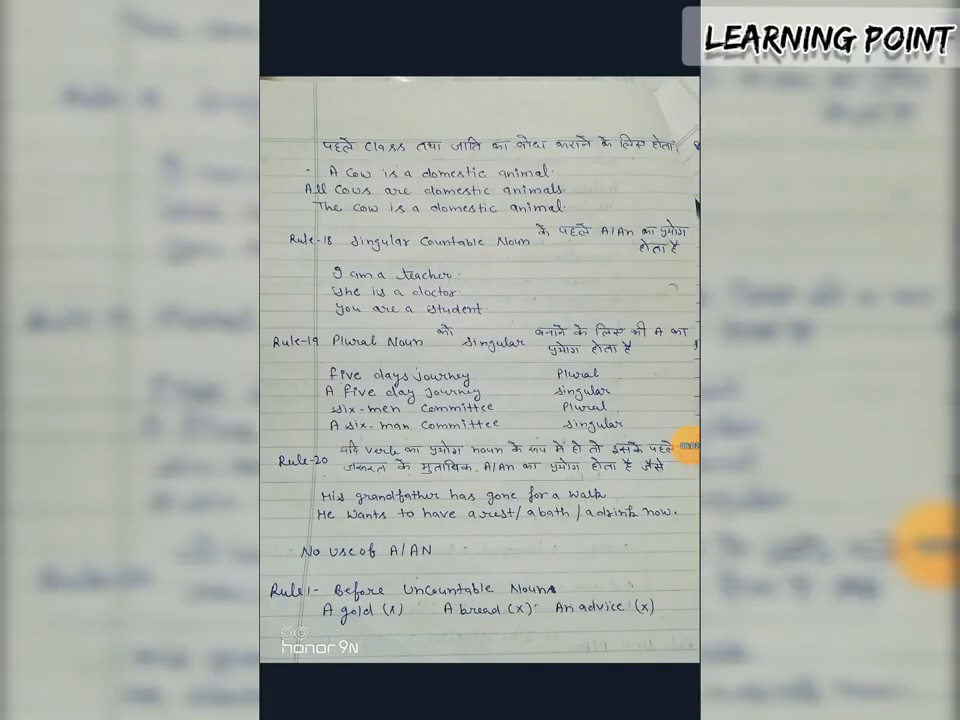 LEARNING POINT
पहले Class तथा जाति का बोध कराने के लिए होता।
- A cow is a domestic animal.
All cows are domestic animals.
The cow is a domestic animal.
Rule-18 Singular Countable Noun के पहले A/An का प्रयोग
होता है
I am a teacher.
She is a doctor.
You are a student.
Rule-19 Plural Noun को singular बनाने के लिए भी A का
प्रयोग होता है
five days journey Plural
A five day journey singular
six-men committee Plural
A six-man committee singular
06:02
Rule-20 यदि verb का प्रयोग noun के रूप में हो तो इसके पहले
जरूरत के मुताबिक A/An का प्रयोग होता है जैसे
His grandfather has gone for a walk
He wants to have a rest/ a bath / a drink now.
No use of A/AN
Rule 1- Before Uncountable Nouns
A gold (x) A bread (x) An advice (x)
honor 9N